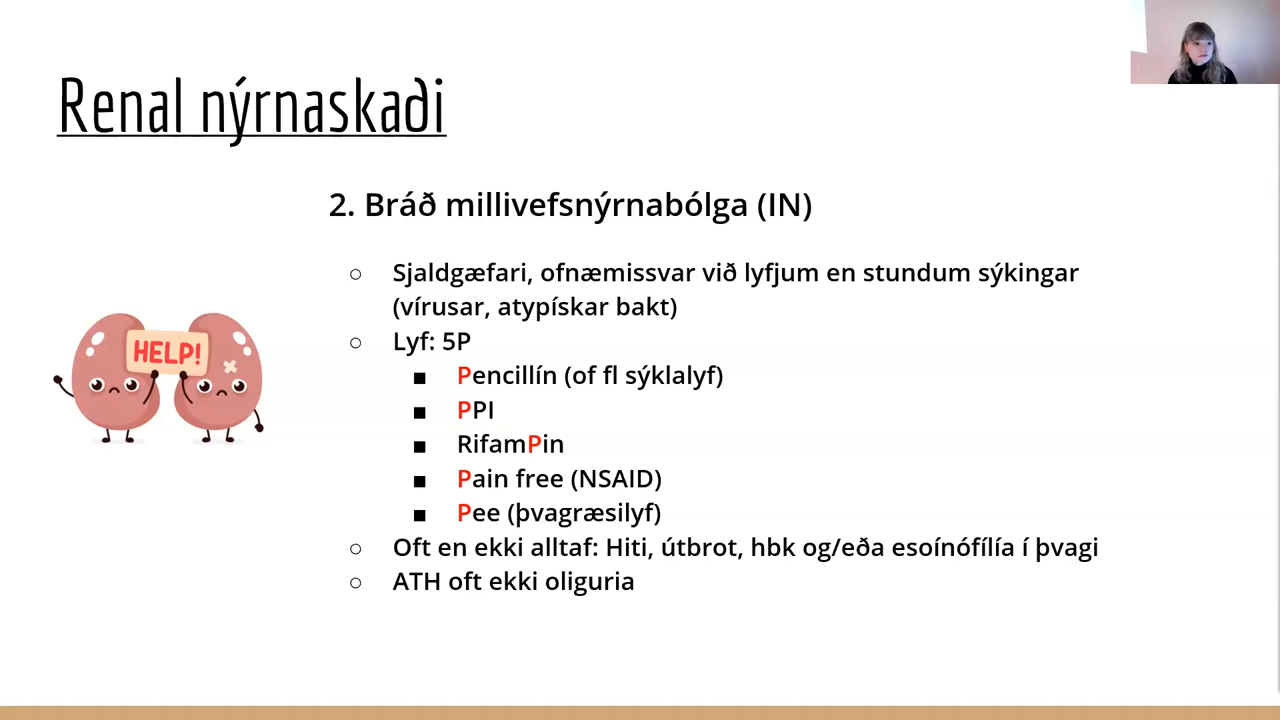 Renal nýrnaskaði
2. Bráð millivefsnýrnabólga (IN)
○ Sjaldgæfari, ofnæmissvar við lyfjum en stundum sýkingar
(vírusar, atypískar bakt)
○ Lyf: 5P
■ Pencillín (of fl sýklalyf)
■ PPI
■ RifamPin
■ Pain free (NSAID)
■ Pee (þvagræsilyf)
○ Oft en ekki alltaf: Hiti, útbrot, hbk og/eða esoínófílía í þvagi
○ ATH oft ekki oliguria
HELP!